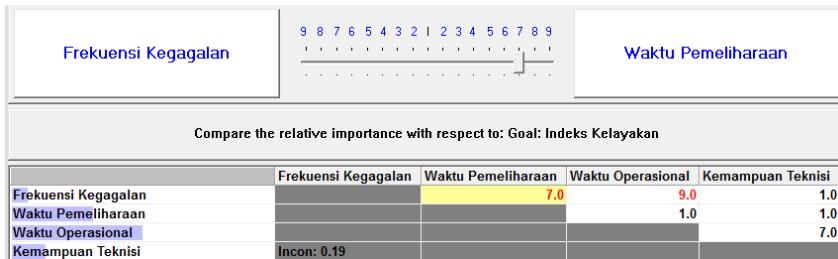 9 8 7 6 5 4 3 2 | 2 3 4 5 6 7 8 9
Frekuensi Kegagalan Waktu Pemeliharaan
Compare the relative importance with respect to: Goal: Indeks Kelayakan
Frekuensi Kegagalan Waktu Pemeliharaan Waktu Operasional Kemampuan Teknisi
Frekuensi Kegagalan 7.0 9.0 1.0
Waktu Pemeliharaan 1.0 1.0
Waktu Operasional 7.0
Kemampuan Teknisi Incon: 0.19